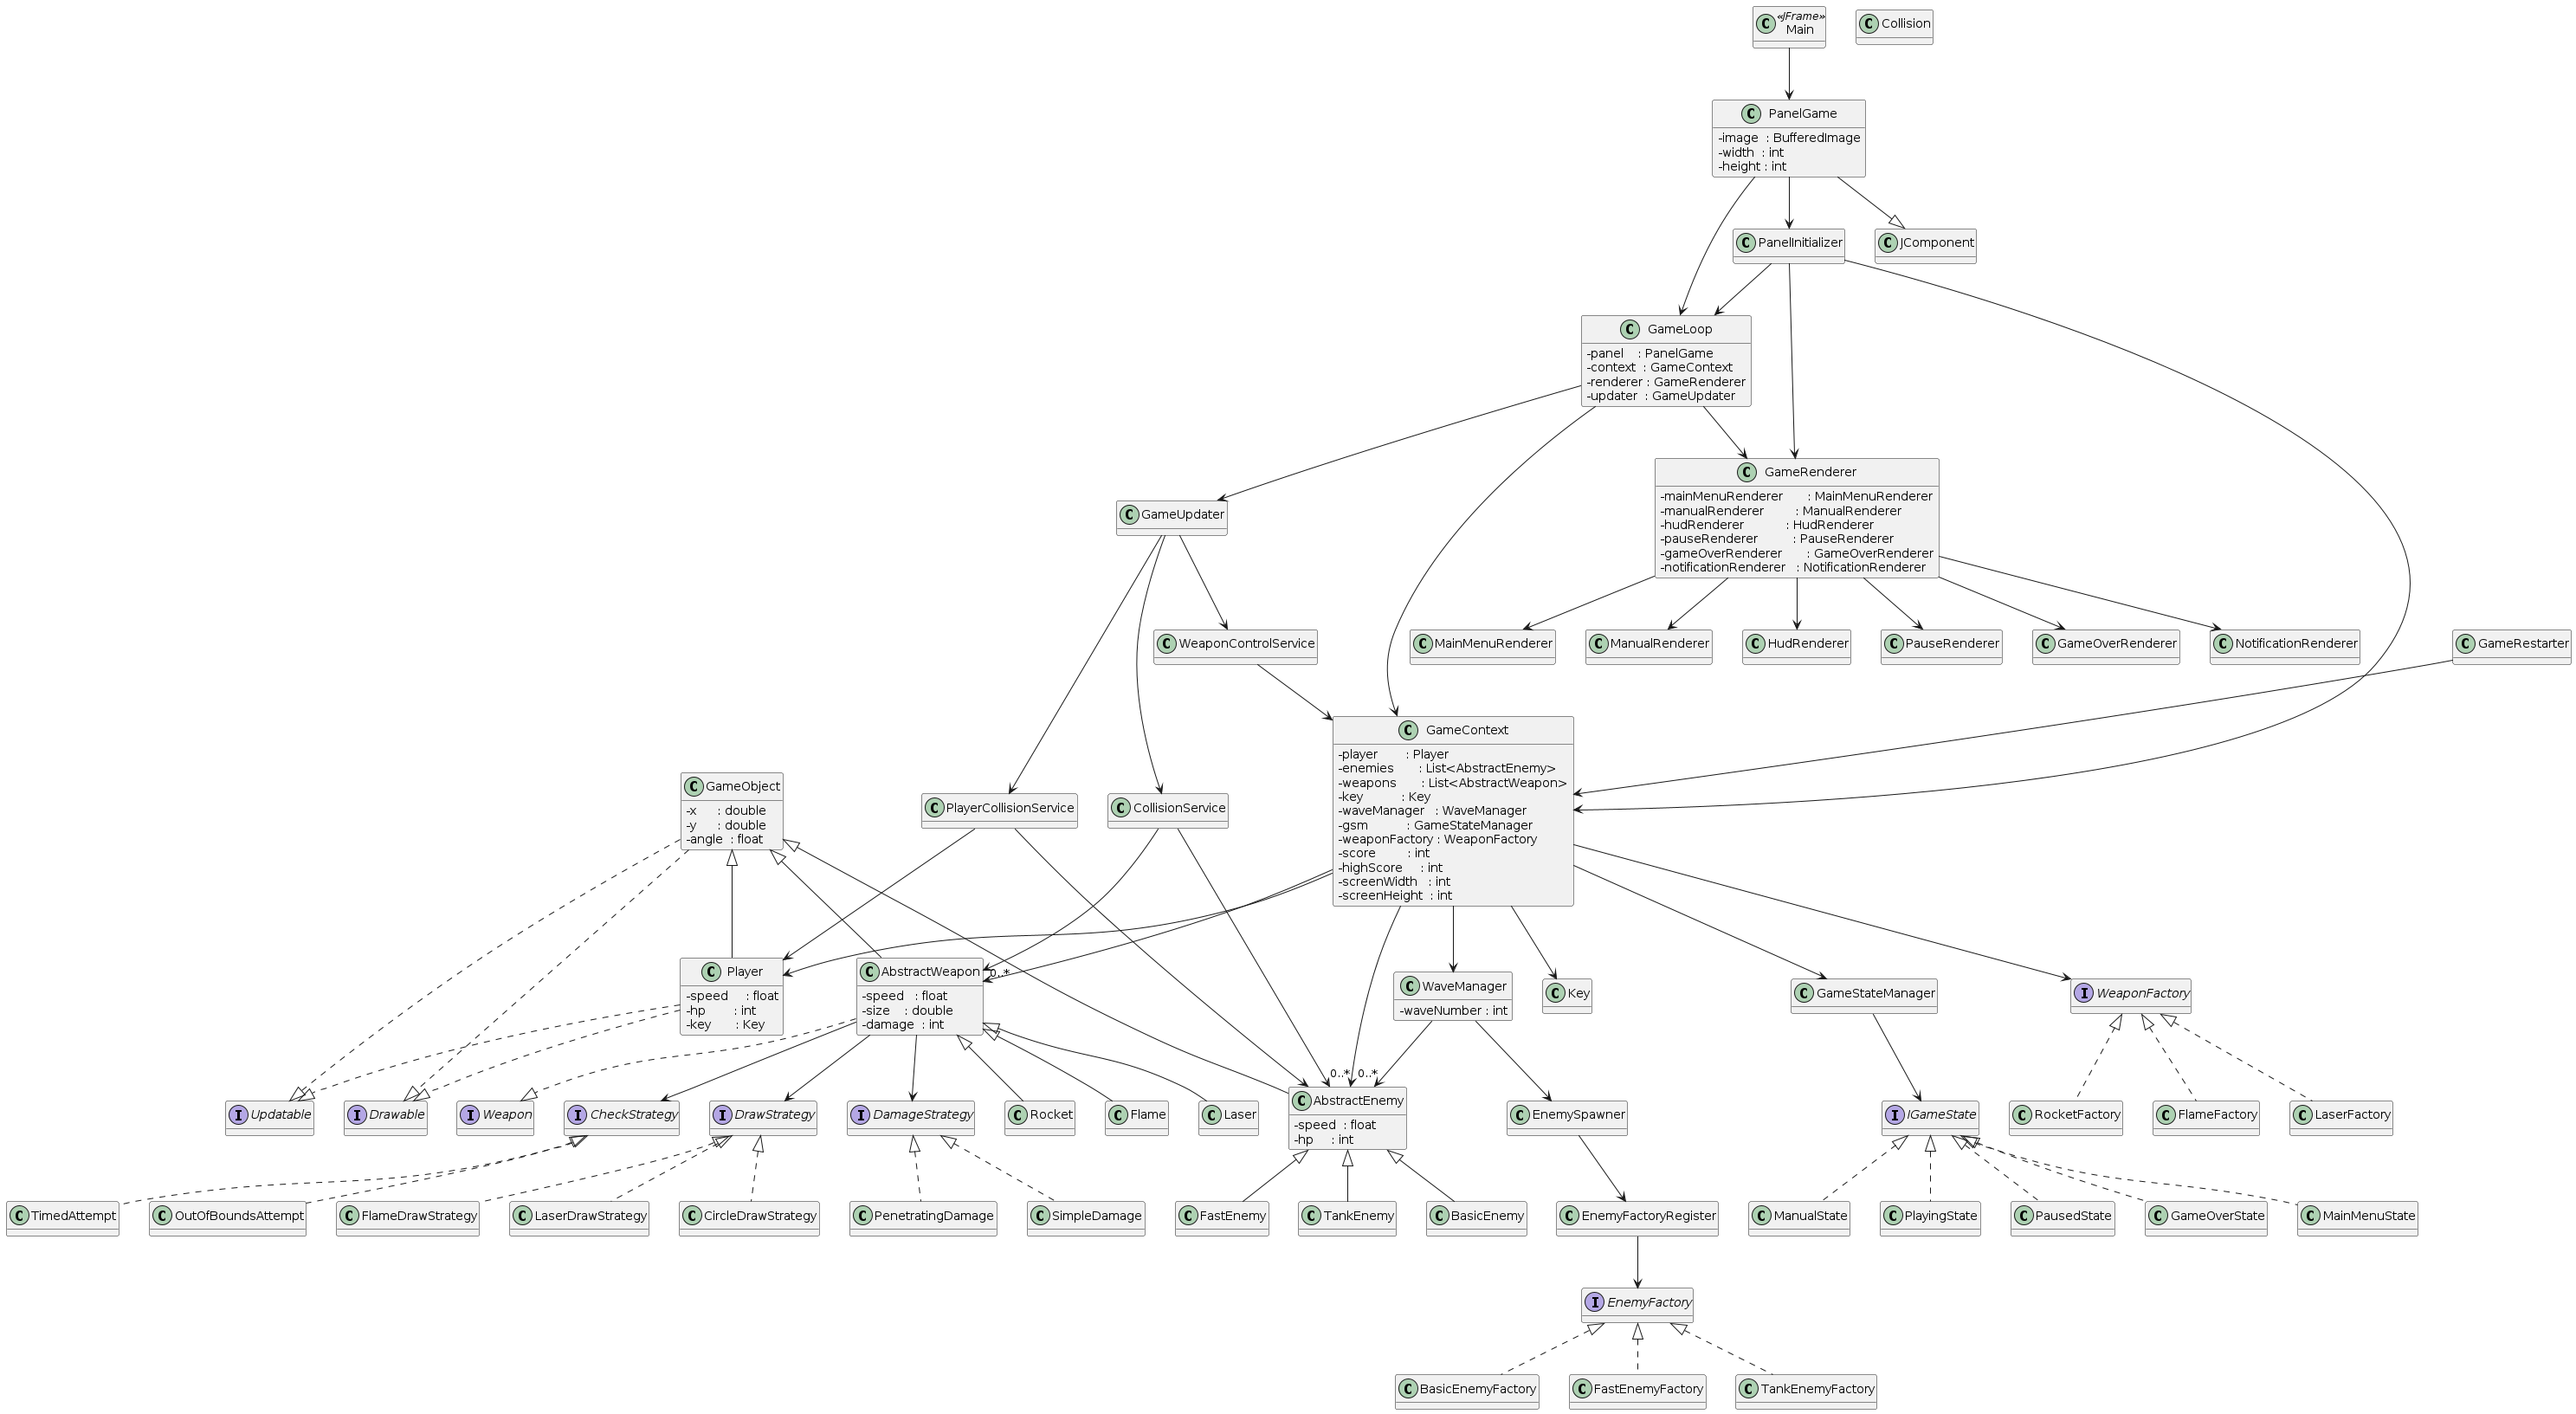 «JFrame»
Main
Collision
PanelGame
-image : BufferedImage
-width : int
-height : int
PanelInitializer
JComponent
GameLoop
-panel : PanelGame
-context : GameContext
-renderer : GameRenderer
-updater : GameUpdater
GameRenderer
-mainMenuRenderer : MainMenuRenderer
-manualRenderer : ManualRenderer
-hudRenderer : HudRenderer
-pauseRenderer : PauseRenderer
-gameOverRenderer : GameOverRenderer
-notificationRenderer : NotificationRenderer
GameUpdater
WeaponControlService
MainMenuRenderer
ManualRenderer
HudRenderer
PauseRenderer
GameOverRenderer
NotificationRenderer
GameRestarter
GameContext
-player : Player
-enemies : List<AbstractEnemy>
-weapons : List<AbstractWeapon>
-key : Key
-waveManager : WaveManager
-gsm : GameStateManager
-weaponFactory : WeaponFactory
-score : int
-highScore : int
-screenWidth : int
-screenHeight : int
GameObject
-x : double
-y : double
-angle : float
PlayerCollisionService
CollisionService
Player
-speed : float
-hp : int
-key : Key
AbstractWeapon
-speed : float
-size : double
-damage : int
0..*
WaveManager
-waveNumber : int
Key
GameStateManager
WeaponFactory
0..*
0..*
Updatable
Drawable
Weapon
CheckStrategy
DrawStrategy
DamageStrategy
Rocket
Flame
Laser
AbstractEnemy
-speed : float
-hp : int
EnemySpawner
IGameState
RocketFactory
FlameFactory
LaserFactory
TimedAttempt
OutOfBoundsAttempt
FlameDrawStrategy
LaserDrawStrategy
CircleDrawStrategy
PenetratingDamage
SimpleDamage
FastEnemy
TankEnemy
BasicEnemy
EnemyFactoryRegister
ManualState
PlayingState
PausedState
GameOverState
MainMenuState
EnemyFactory
BasicEnemyFactory
FastEnemyFactory
TankEnemyFactory